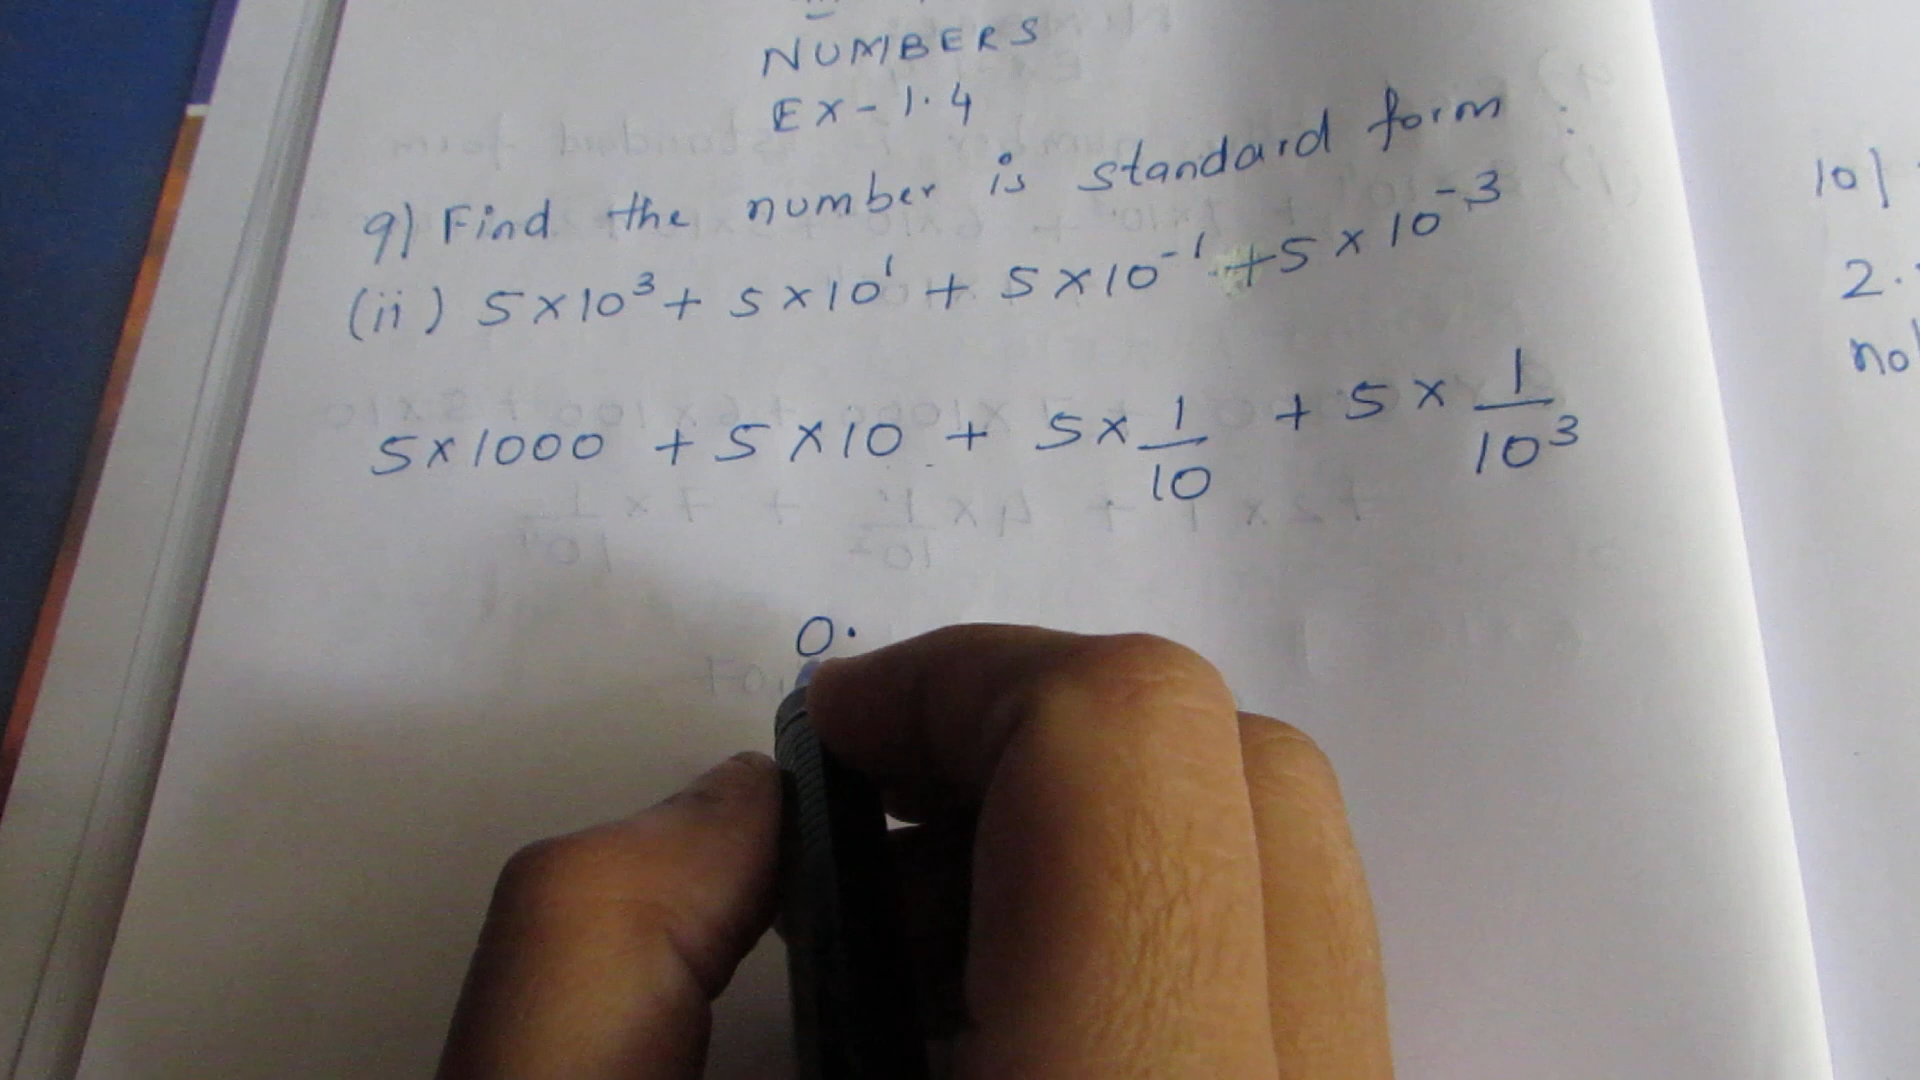 NUMBERS
EX-1.4
9) Find the number is standard form :
(ii) 5×10³+ 5×10¹ + 5×10⁻¹ +5×10⁻³
5×1000 +5×10 + 5×1/10 +5×1/10³
0.
10)
2.